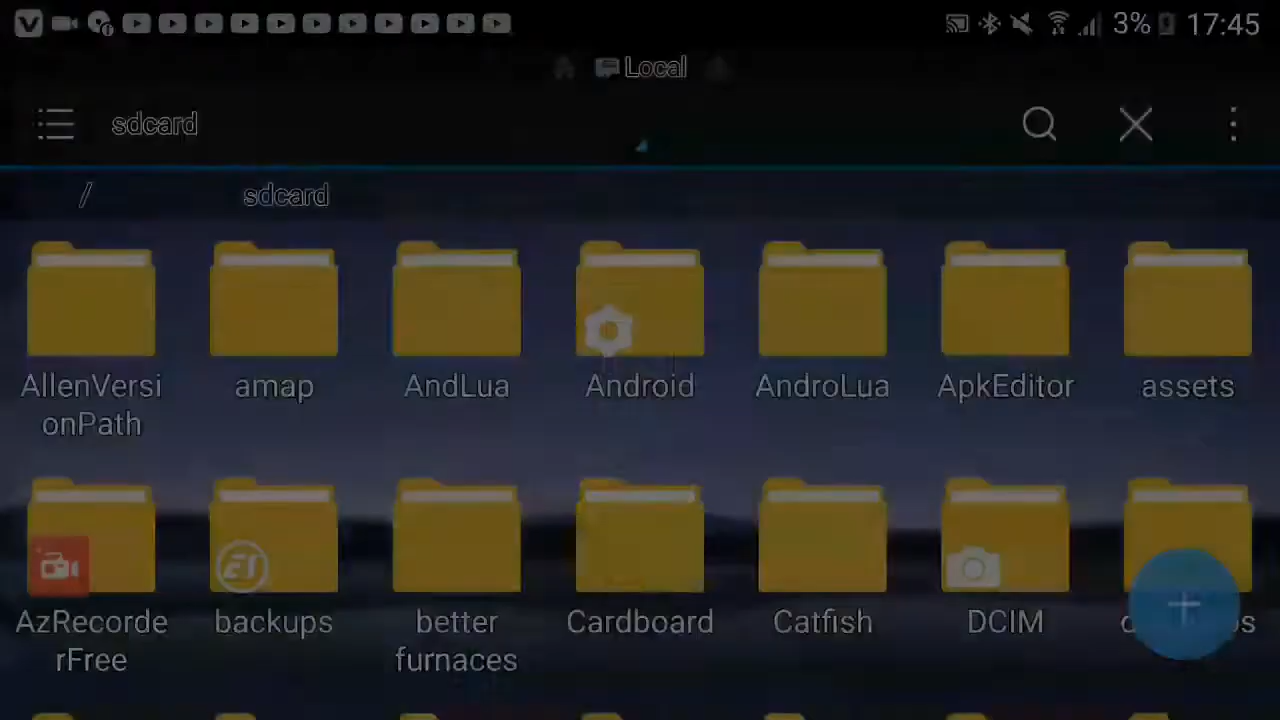 3% 17:45
Local
sdcard
/ sdcard
AllenVersi
onPath
amap
AndLua
Android
AndroLua
ApkEditor
assets
AzRecorde
rFree
backups
better
furnaces
Cardboard
Catfish
DCIM